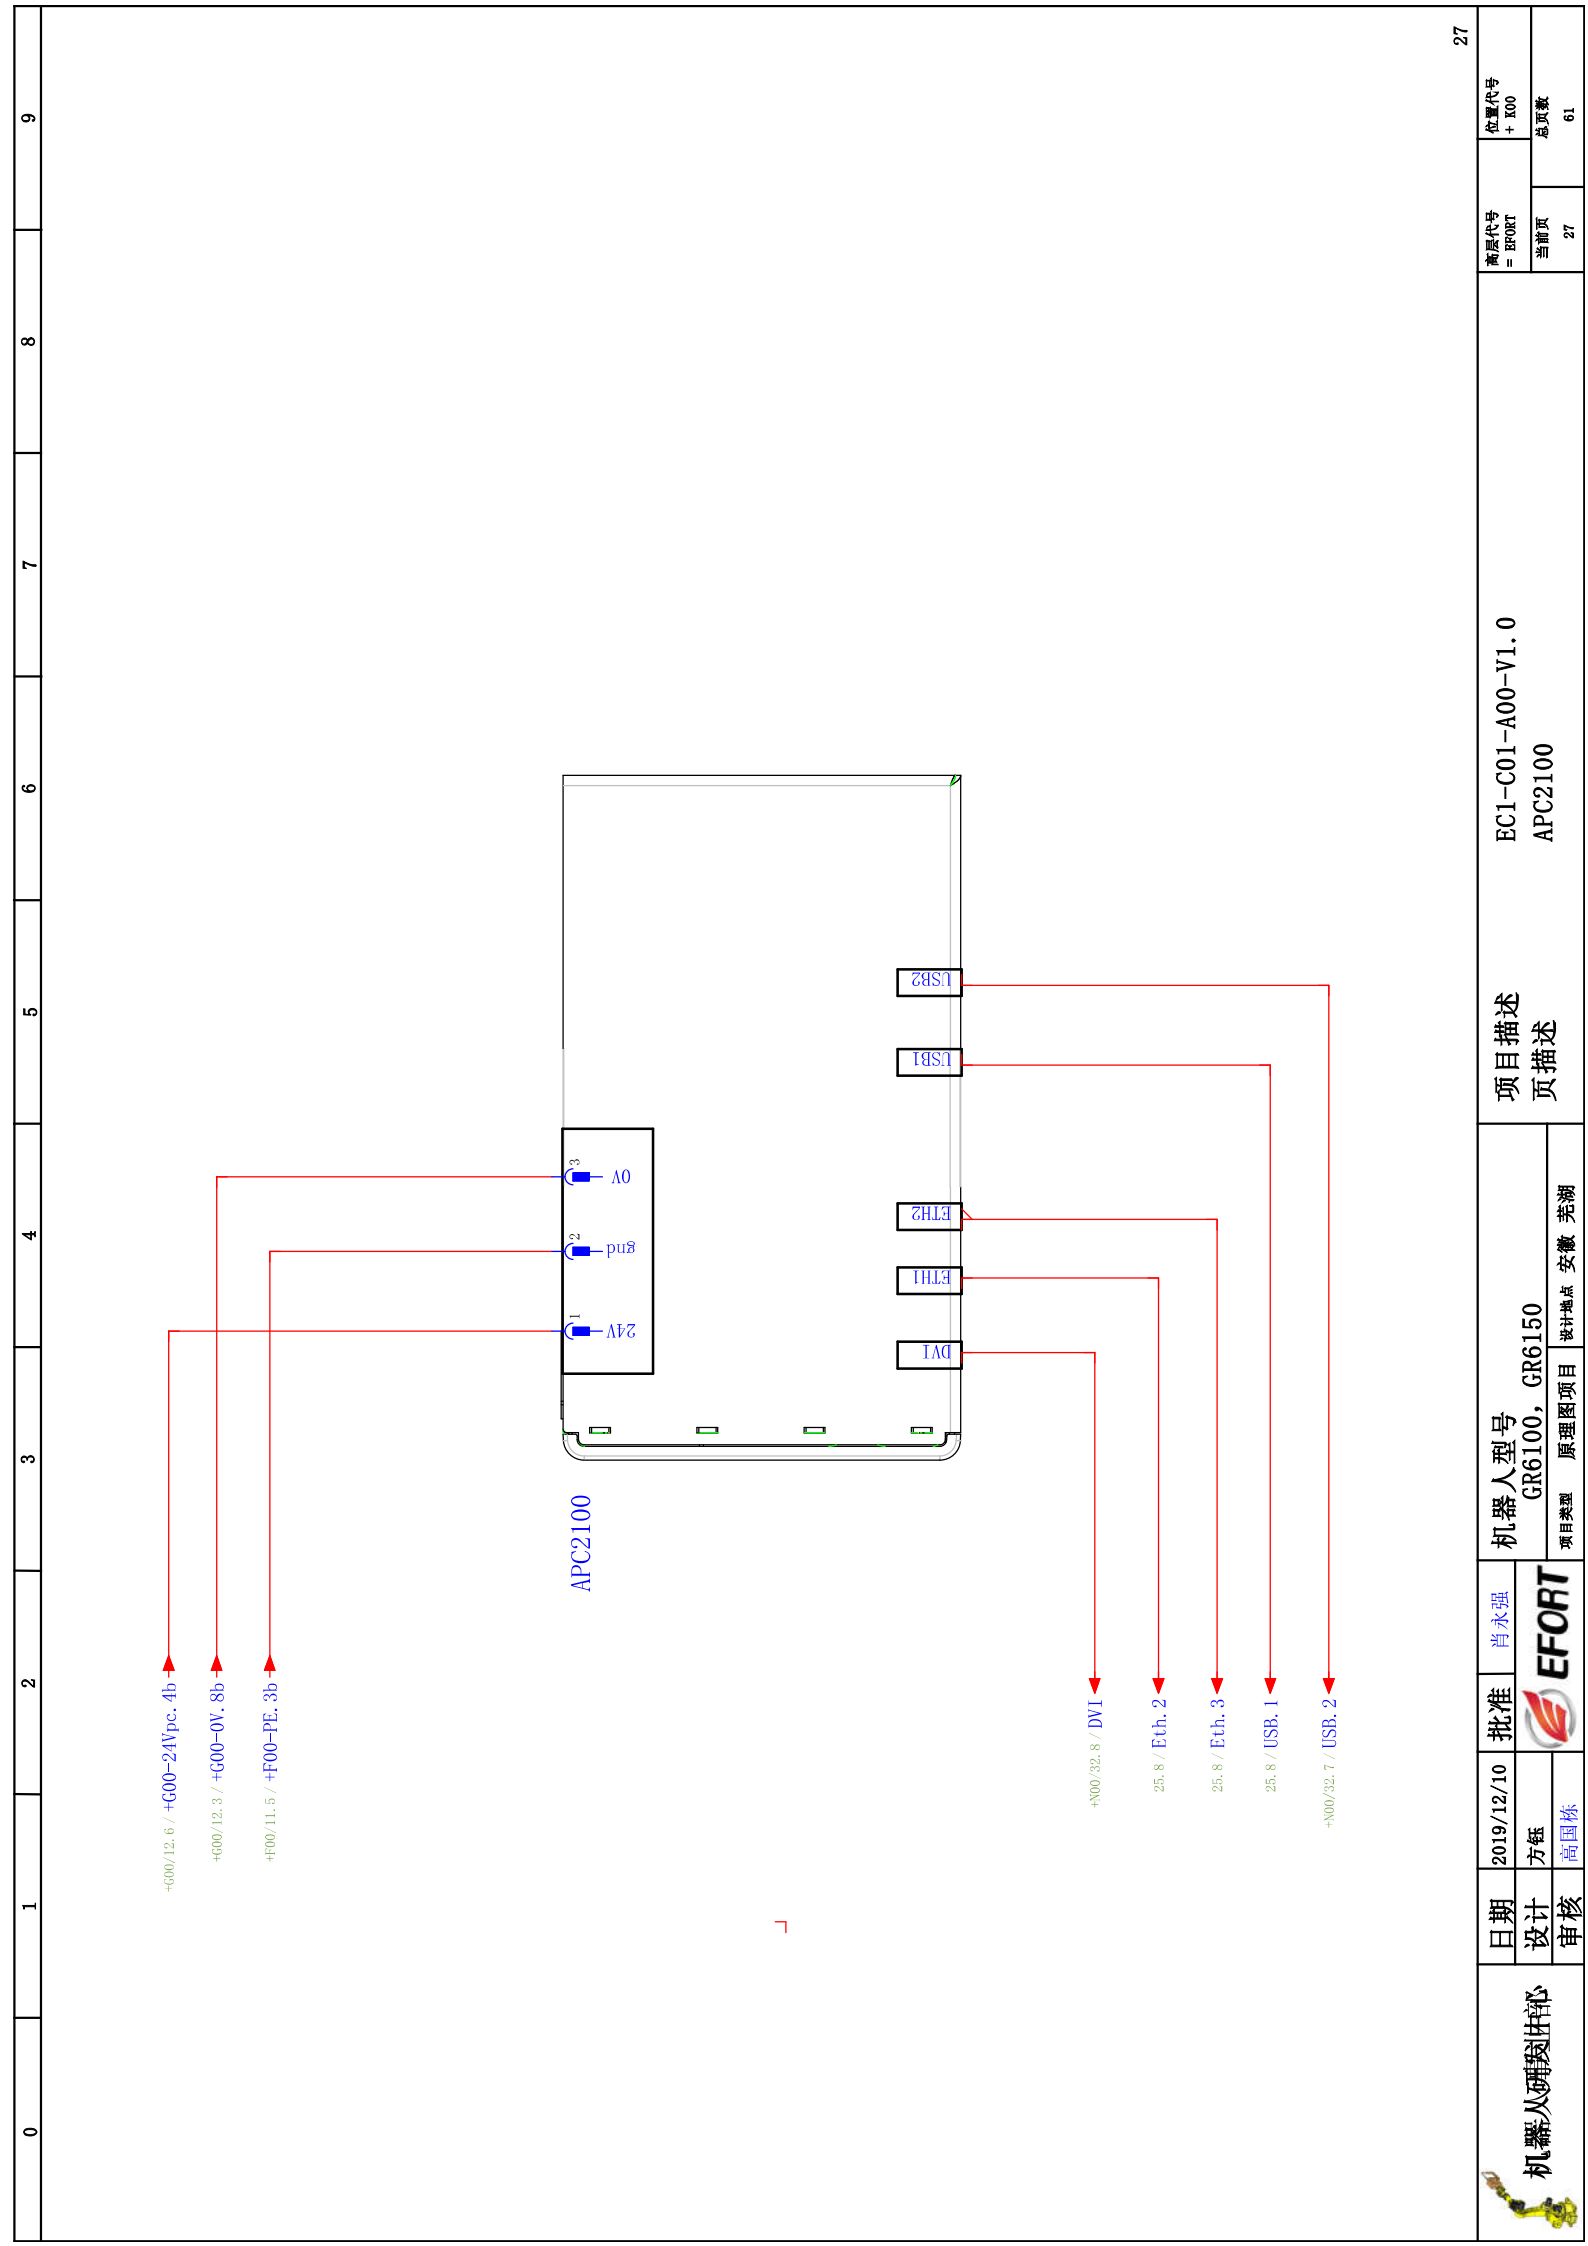 0 1 2 3 4 5 6 7 8 9
+G00/12.6 / +G00-24Vpc.4b
+G00/12.3 / +G00-0V.8b
+F00/11.5 / +F00-PE.3b
APC2100
1 2 3
24V gnd 0V
DVI ETH1 ETH2 USB1 USB2
+N00/32.8 / DVI
25.8 / Eth.2
25.8 / Eth.3
25.8 / USB.1
+N00/32.7 / USB.2
27
日期 2019/12/10 批准 肖永强
设计 方钰
审核 高国栋
EFORT
机器人型号
GR6100, GR6150
项目类型 原理图项目 设计地点 安徽 芜湖
项目描述 EC1-C01-A00-V1.0
页描述 APC2100
高层代号
= EFORT
位置代号
+ K00
当前页
27
总页数
61